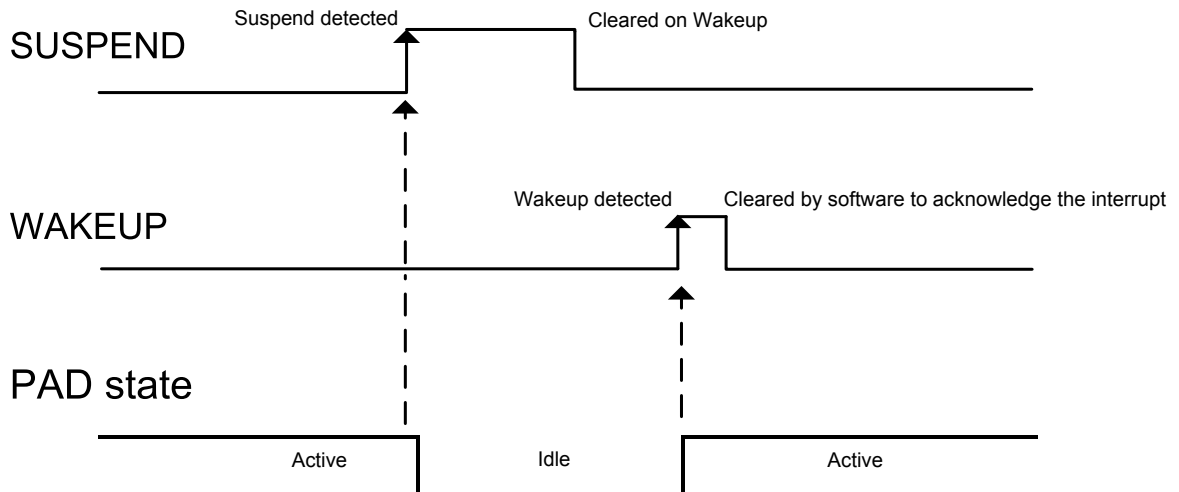 Suspend detected
Cleared on Wakeup
SUSPEND
Wakeup detected
Cleared by software to acknowledge the interrupt
WAKEUP
PAD state
Active
Idle
Active